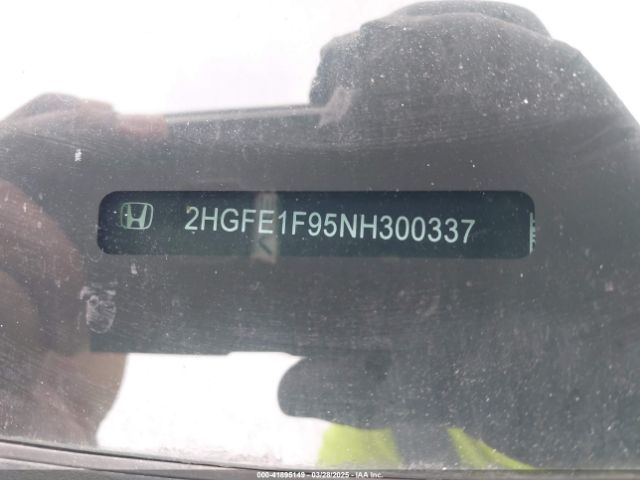 2HGFE1F95NH300337
000-41895149 | 03/28/2025 - IAA Inc.